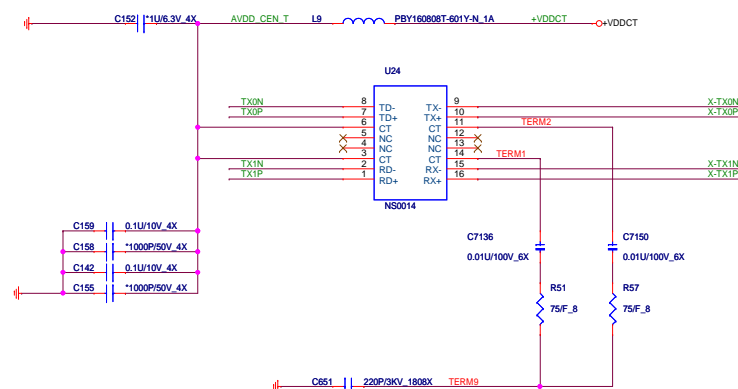 C152 *1U/6.3V_4X AVDD_CEN_T L9 PBY160808T-601Y-N_1A +VDDCT +VDDCT
U24
TX0N 8 TD- TX- 9 X-TX0N
TX0P 7 TD+ TX+ 10 X-TX0P
6 CT CT 11 TERM2
5 NC NC 12
4 NC NC 13
3 CT CT 14 TERM1
TX1N 2 RD- RX- 15 X-TX1N
TX1P 1 RD+ RX+ 16 X-TX1P
NS0014
C159 0.1U/10V_4X
C158 *1000P/50V_4X
C142 0.1U/10V_4X
C155 *1000P/50V_4X
C7136 C7150
0.01U/100V_6X 0.01U/100V_6X
R51 R57
75/F_8 75/F_8
C651 220P/3KV_1808X TERM9